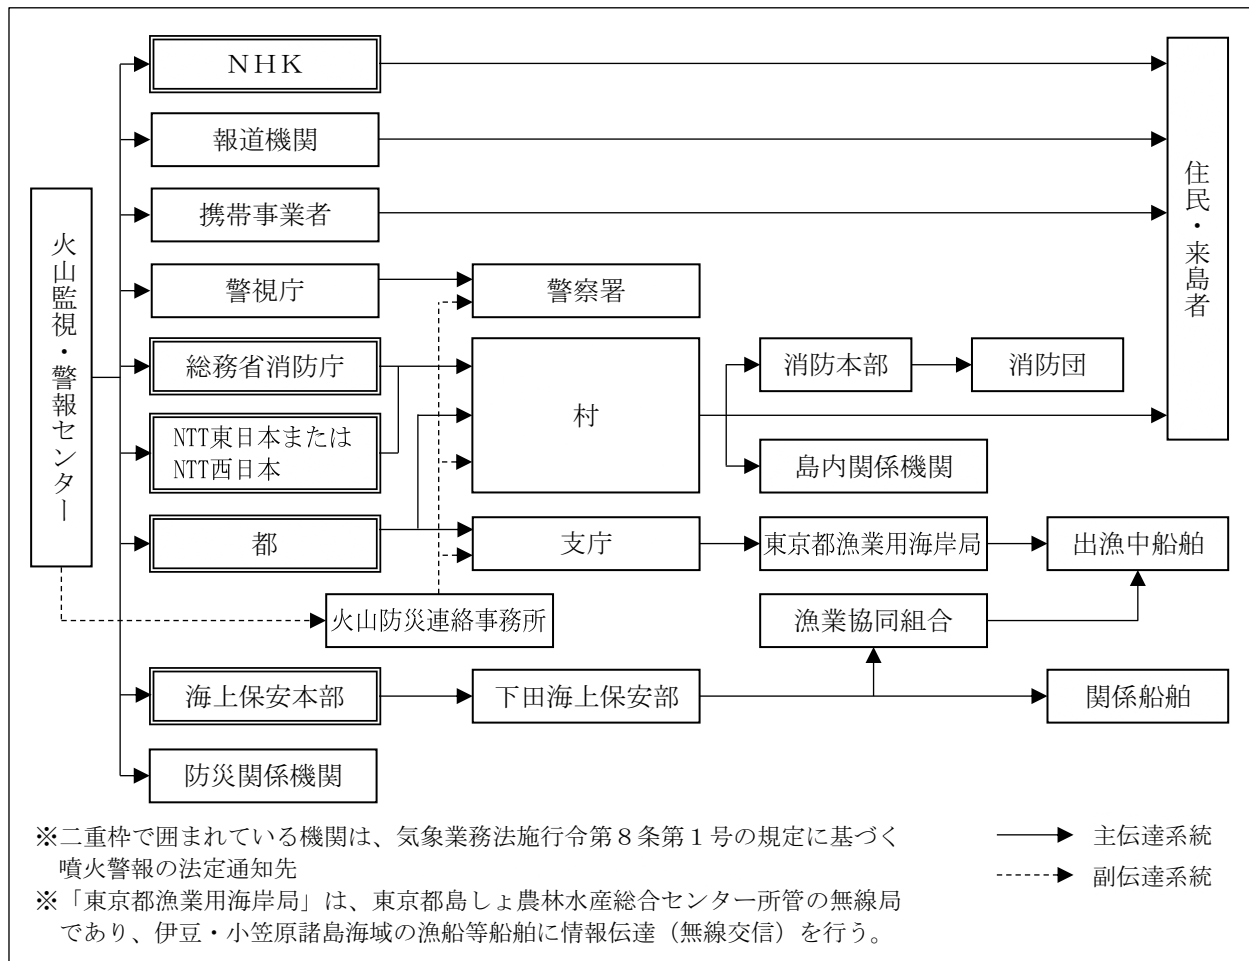 NHK
報道機関
携帯事業者
警視庁
警察署
総務省消防庁
NTT東日本または
NTT西日本
都
火山監視・警報センター
村
消防本部
消防団
島内関係機関
住民・来島者
支庁
東京都漁業用海岸局
出漁中船舶
火山防災連絡事務所
漁業協同組合
海上保安本部
下田海上保安部
関係船舶
防災関係機関
※二重枠で囲まれている機関は、気象業務法施行令第8条第1号の規定に基づく
噴火警報の法定通知先
※「東京都漁業用海岸局」は、東京都島しょ農林水産総合センター所管の無線局
であり、伊豆・小笠原諸島海域の漁船等船舶に情報伝達（無線交信）を行う。
主伝達系統
副伝達系統